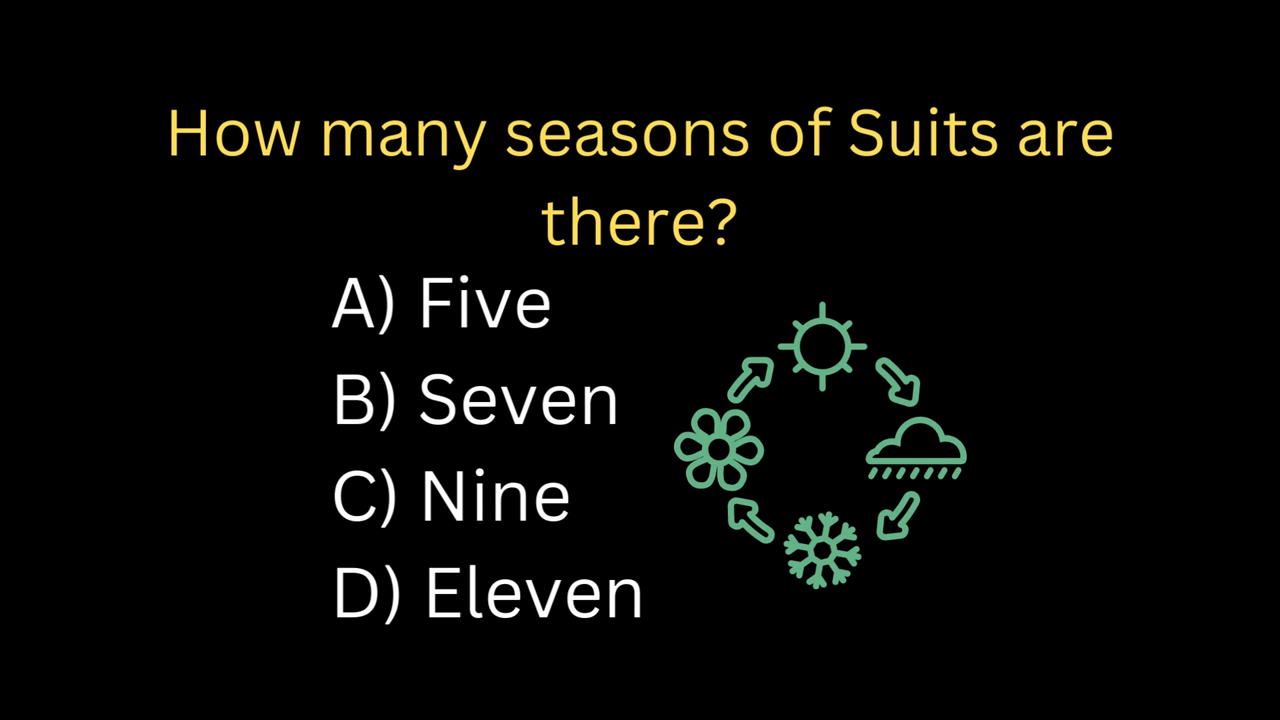 How many seasons of Suits are
there?
A) Five
B) Seven
C) Nine
D) Eleven